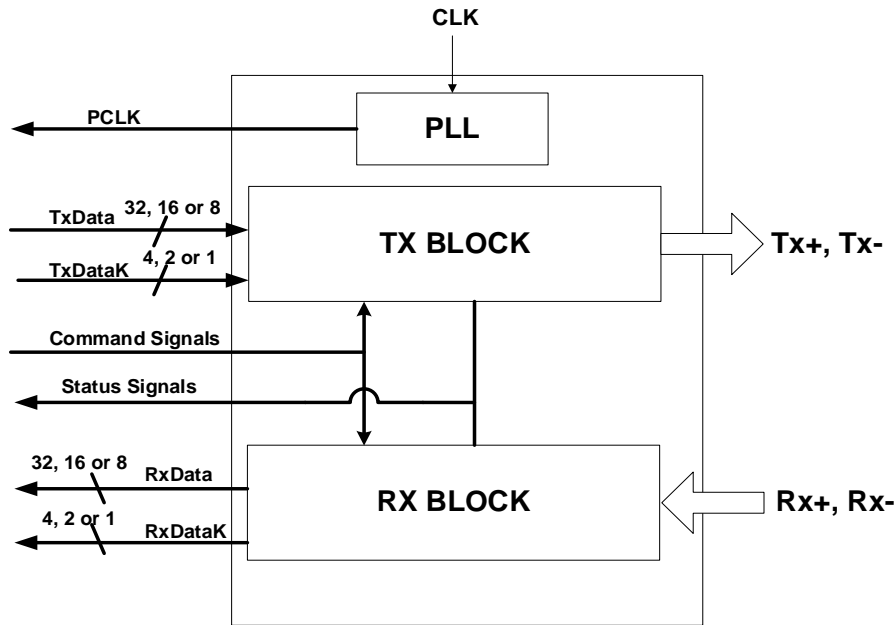 CLK
PCLK
PLL
32, 16 or 8
TxData
TX BLOCK
Tx+, Tx-
4, 2 or 1
TxDataK
Command Signals
Status Signals
32, 16 or 8
RxData
RX BLOCK
Rx+, Rx-
4, 2 or 1
RxDataK